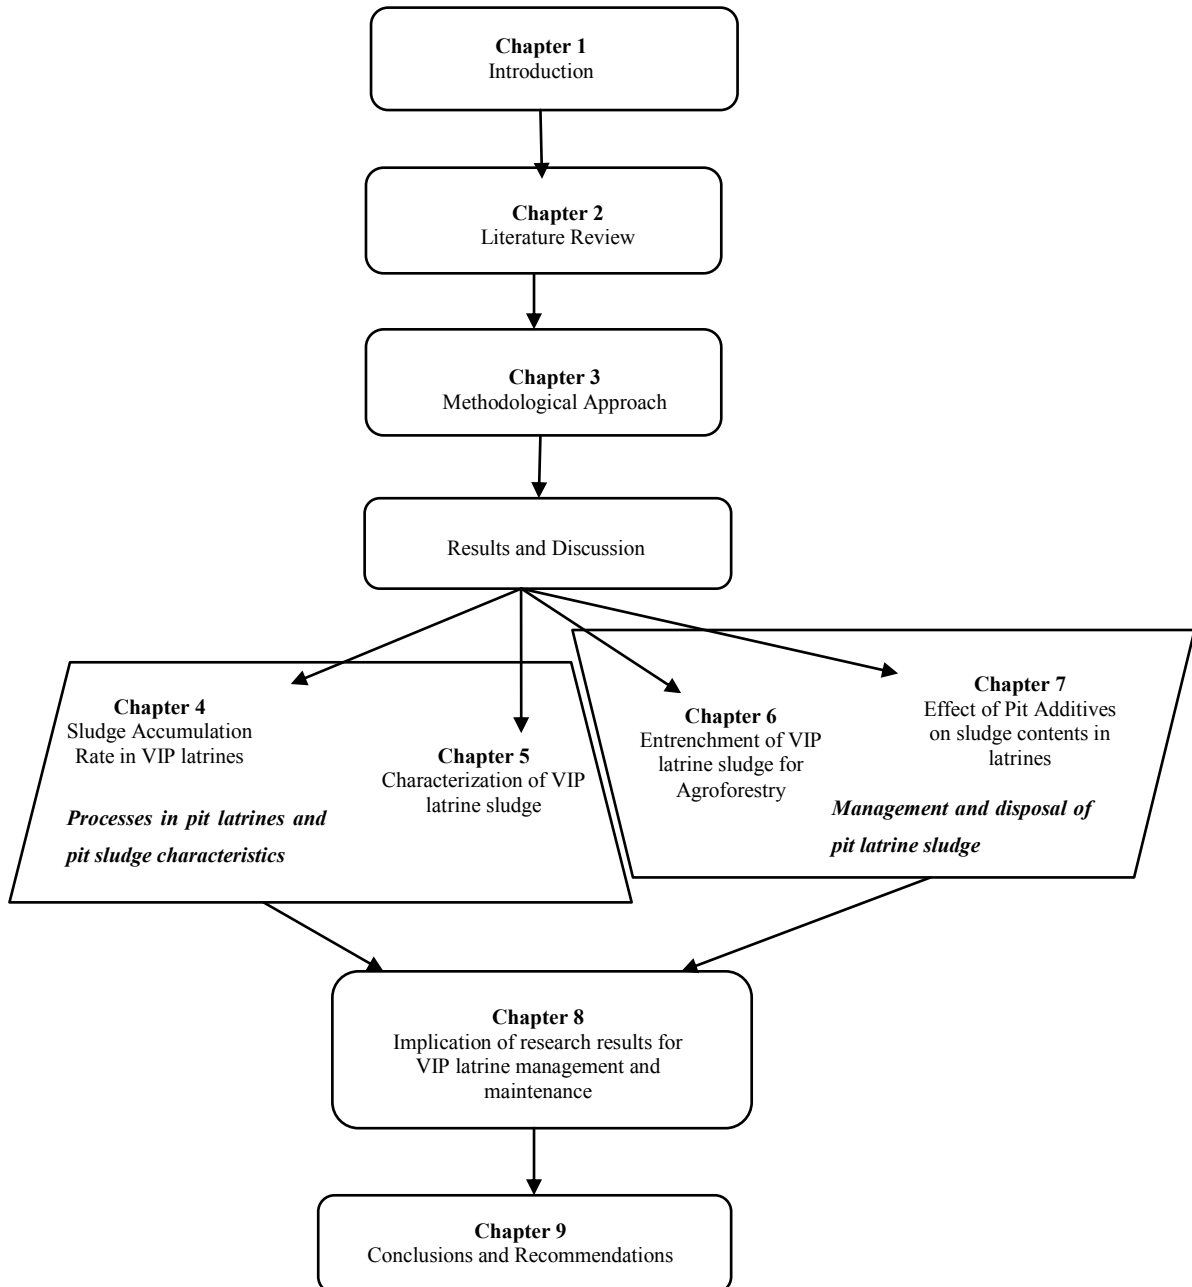 Chapter 1
Introduction
Chapter 2
Literature Review
Chapter 3
Methodological Approach
Results and Discussion
Chapter 4
Sludge Accumulation
Rate in VIP latrines
Processes in pit latrines and
pit sludge characteristics
Chapter 5
Characterization of VIP
latrine sludge
Chapter 6
Entrenchment of VIP
latrine sludge for
Agroforestry
Chapter 7
Effect of Pit Additives
on sludge contents in
latrines
Management and disposal of
pit latrine sludge
Chapter 8
Implication of research results for
VIP latrine management and
maintenance
Chapter 9
Conclusions and Recommendations